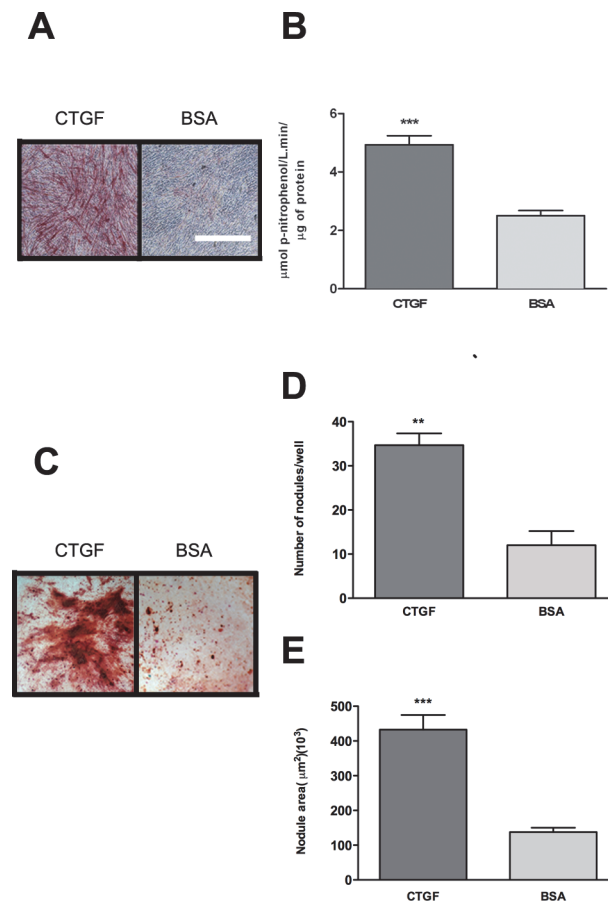 A
CTGF BSA
B
μmol p-nitrophenol/L.min/
μg of protein
6
4
2
0
***
CTGF BSA
C
CTGF BSA
D
Number of nodules/well
40
30
20
10
0
**
CTGF BSA
E
Nodule area( μm²)(10³)
500
400
300
200
100
0
***
CTGF BSA